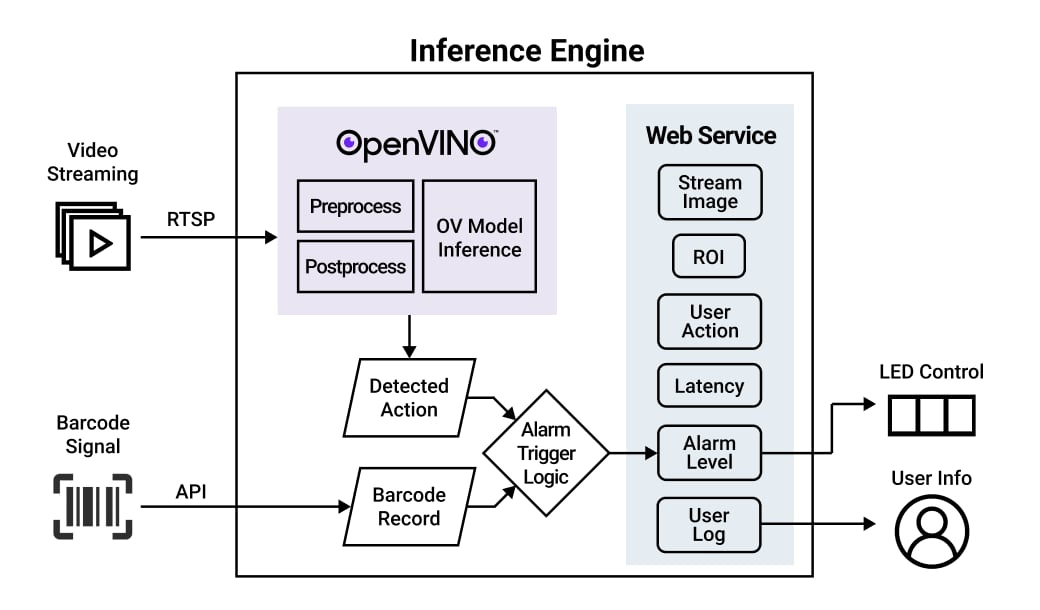 Inference Engine
Video
Streaming
RTSP
OpenVINO™
Preprocess
Postprocess
OV Model
Inference
Detected
Action
Barcode
Signal
API
Barcode
Record
Alarm
Trigger
Logic
Web Service
Stream
Image
ROI
User
Action
Latency
Alarm
Level
User
Log
LED Control
User Info